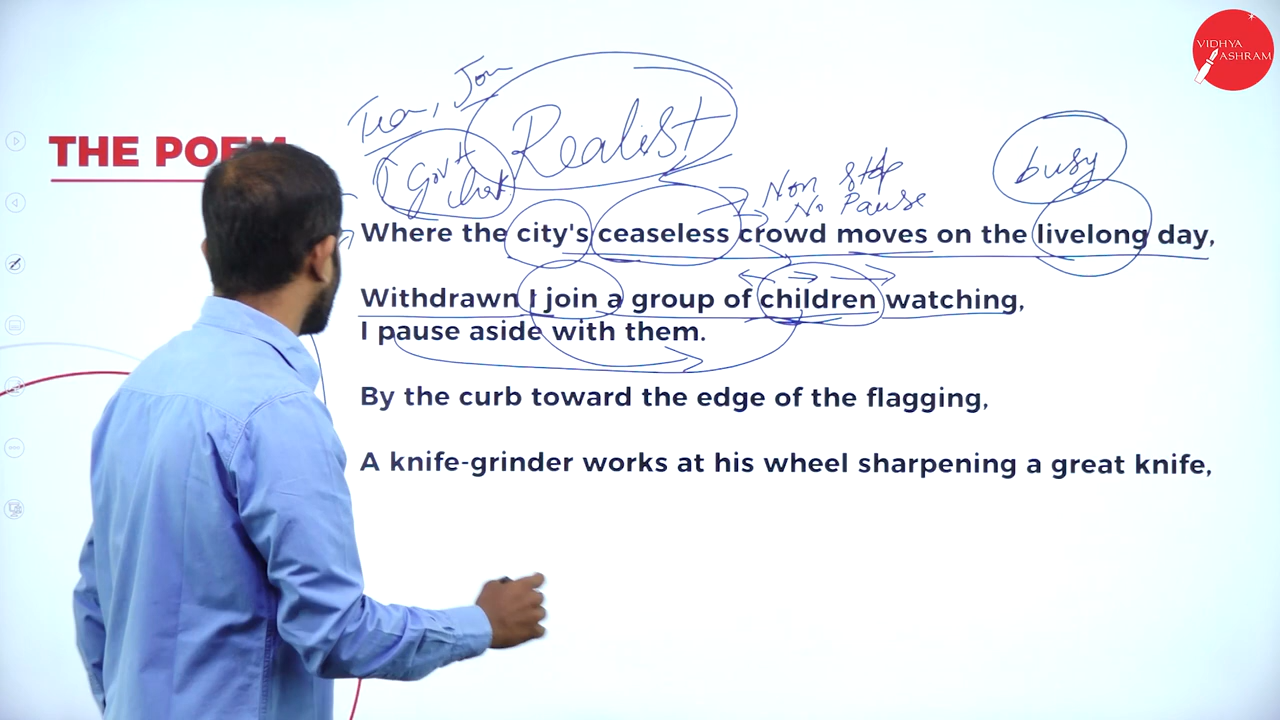 VIDHYA
ASHRAM
THE POEM
Realist
Govt
busy
Non Stop
No Pause
Where the city's ceaseless crowd moves on the livelong day,
Withdrawn I join a group of children watching,
I pause aside with them.
By the curb toward the edge of the flagging,
A knife-grinder works at his wheel sharpening a great knife,